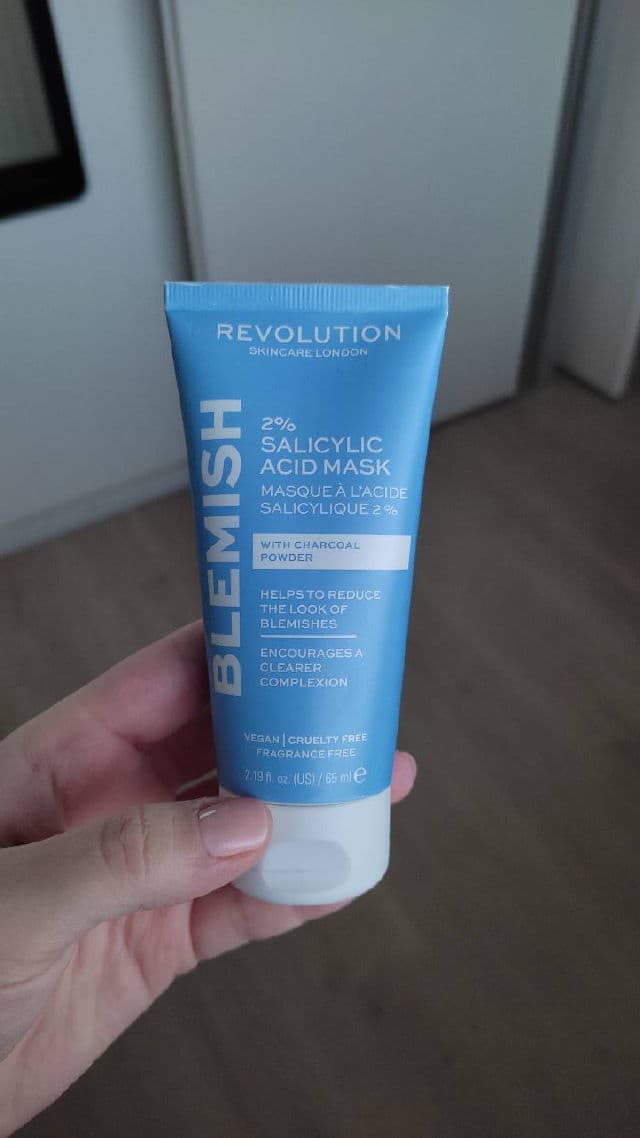 REVOLUTION
SKINCARE LONDON
BLEMISH
2%
SALICYLIC
ACID MASK
MASQUE À L'ACIDE
SALICYLIQUE 2%
WITH CHARCOAL
POWDER
HELPS TO REDUCE
THE LOOK OF
BLEMISHES
ENCOURAGES A
CLEARER
COMPLEXION
VEGAN | CRUELTY FREE
FRAGRANCE FREE
2.19 fl. oz. (US) / 65 ml ℮